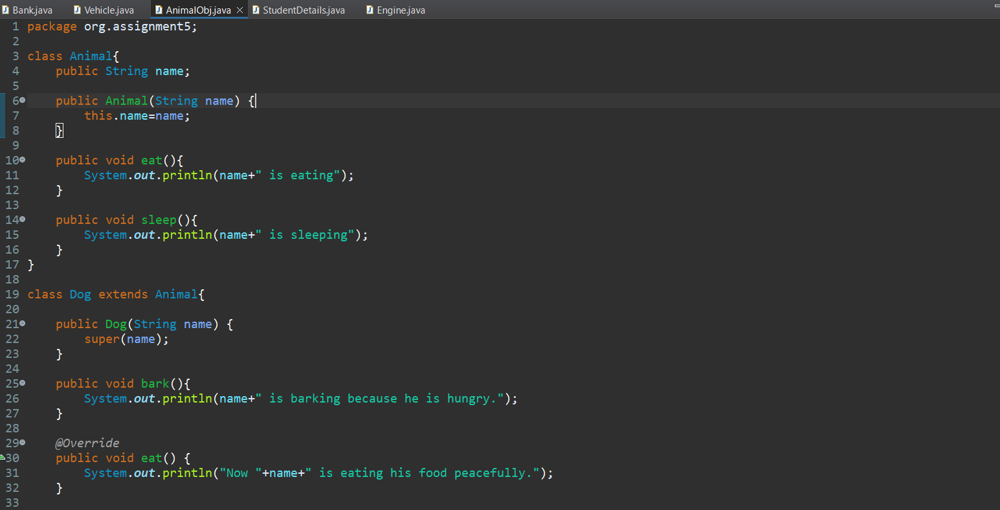 Bank.java Vehicle.java AnimalObj.java StudentDetails.java Engine.java
1 package org.assignment5;
2
3 class Animal{
4     public String name;
5
6     public Animal(String name) {
7         this.name=name;
8     }
9
10     public void eat(){
11         System.out.println(name+" is eating");
12     }
13
14     public void sleep(){
15         System.out.println(name+" is sleeping");
16     }
17 }
18
19 class Dog extends Animal{
20
21     public Dog(String name) {
22         super(name);
23     }
24
25     public void bark(){
26         System.out.println(name+" is barking because he is hungry.");
27     }
28
29     @Override
30     public void eat() {
31         System.out.println("Now "+name+" is eating his food peacefully.");
32     }
33